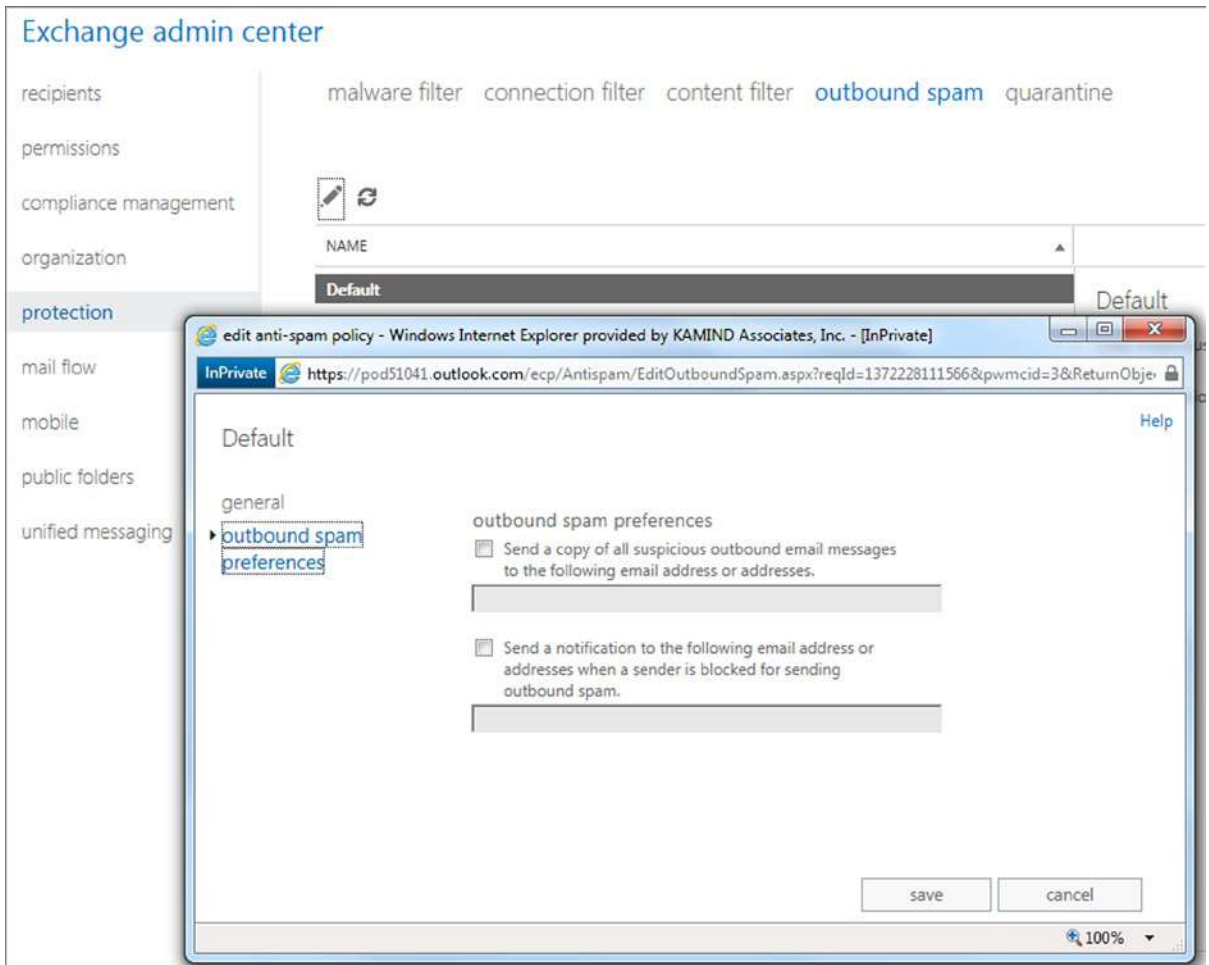 Exchange admin center
recipients
permissions
compliance management
organization
protection
mail flow
mobile
public folders
unified messaging
malware filter connection filter content filter outbound spam quarantine
NAME
Default
Default
edit anti-spam policy - Windows Internet Explorer provided by KAMIND Associates, Inc. - [InPrivate]
InPrivate https://pod51041.outlook.com/ecp/Antispam/EditOutboundSpam.aspx?reqId=1372228111566&pwmcid=3&ReturnObje
Help
Default
general
outbound spam
preferences
outbound spam preferences
Send a copy of all suspicious outbound email messages
to the following email address or addresses.
Send a notification to the following email address or
addresses when a sender is blocked for sending
outbound spam.
save cancel
100%